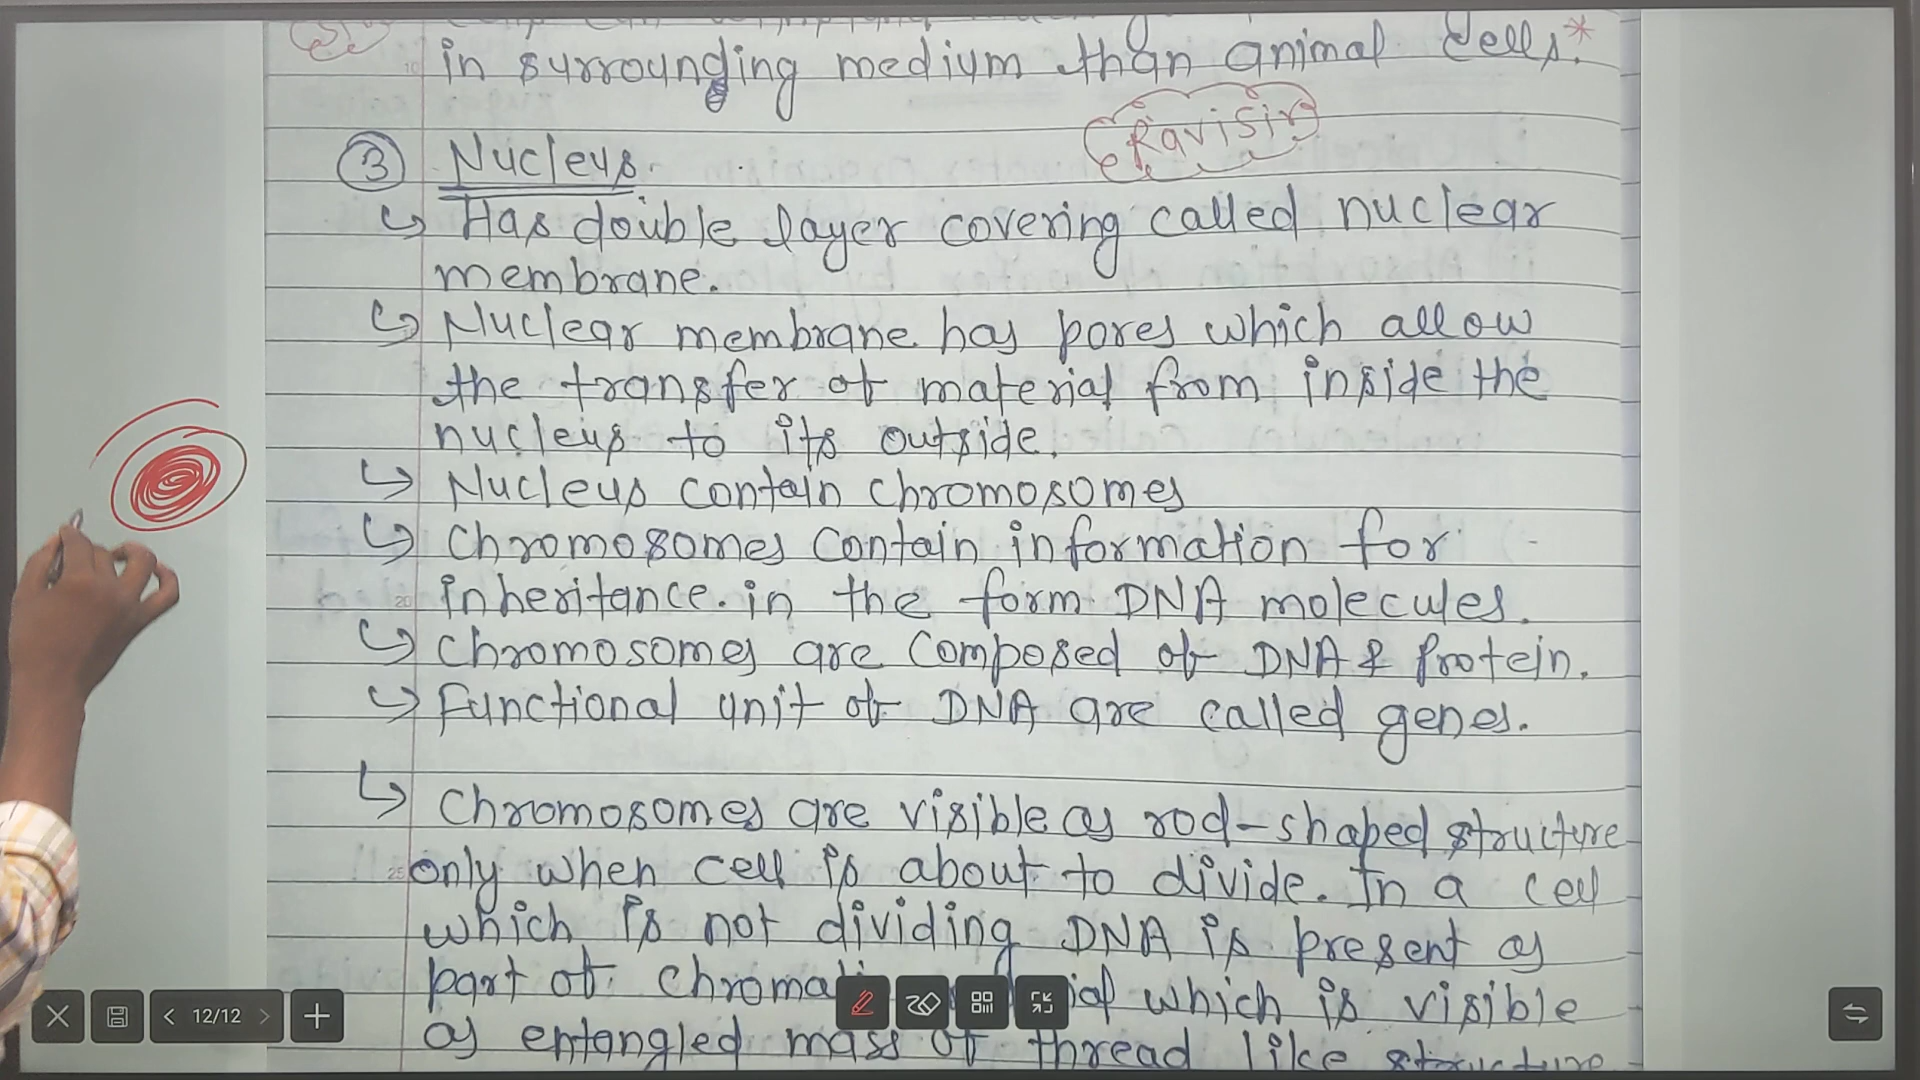 in surrounding medium than animal cells.*
Ravisir
③ Nucleus.
↳ Has double layer covering called nuclear
membrane.
↳ Nuclear membrane has pores which allow
the transfer of material from inside the
nucleus to its outside.
↳ Nucleus contain chromosomes
↳ Chromosomes contain information for
20 inheritance. in the form DNA molecules.
↳ Chromosomes are composed of DNA & Protein.
↳ Functional unit of DNA are called genes.
↳ Chromosomes are visible as rod-shaped structure
25 only when cell is about to divide. In a cell
which is not dividing DNA is present as
part of which is visible
as entangled mass of thread like structure
12/12